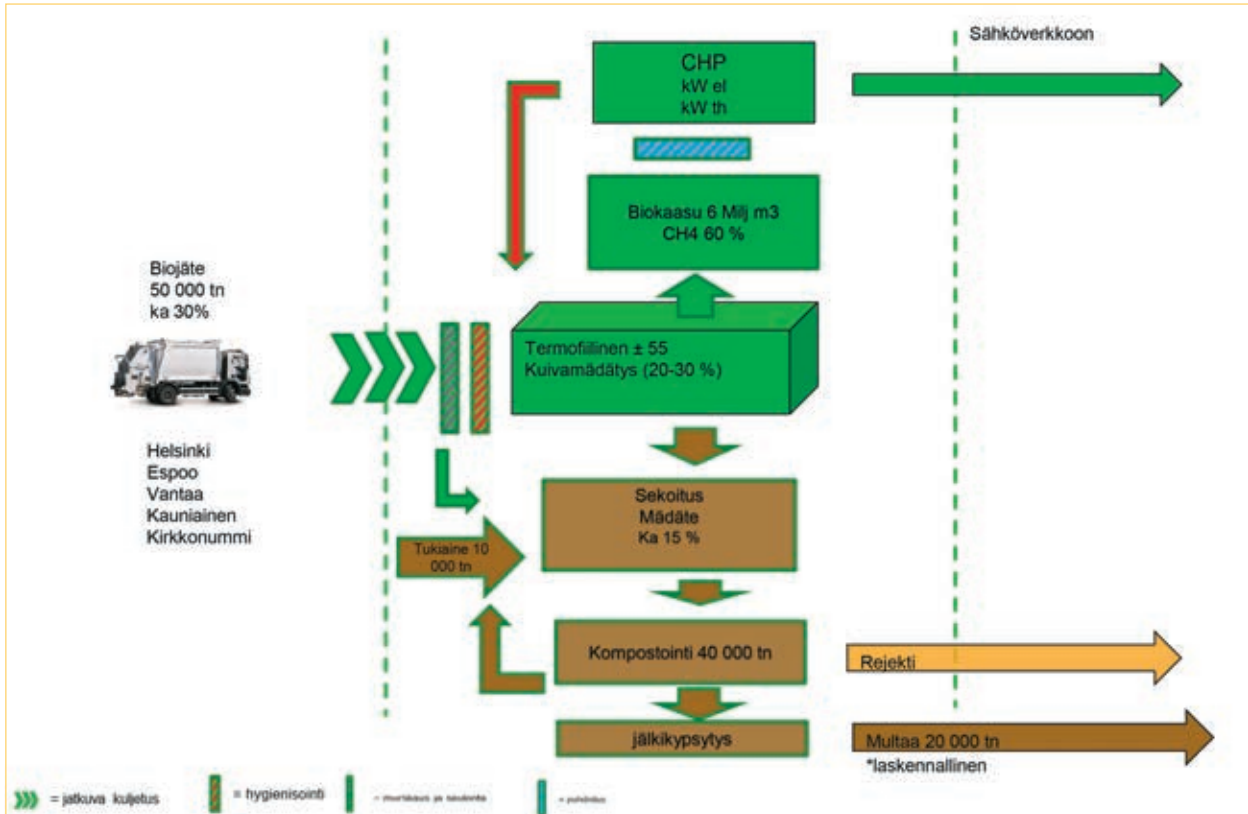 Sähköverkkoon
CHP
kW el
kW th
Biokaasu 6 Milj m3
CH4 60 %
Biojäte
50 000 tn
ka 30%
Termofiilinen ± 55
Kuivamädätys (20-30 %)
Helsinki
Espoo
Vantaa
Kauniainen
Kirkkonummi
Sekoitus
Mädäte
Ka 15 %
Tukiaine 10
000 tn
Kompostointi 40 000 tn
Rejekti
jälkikypsytys
Multaa 20 000 tn
*laskennallinen
= jatkuva kuljetus
= hygienisointi